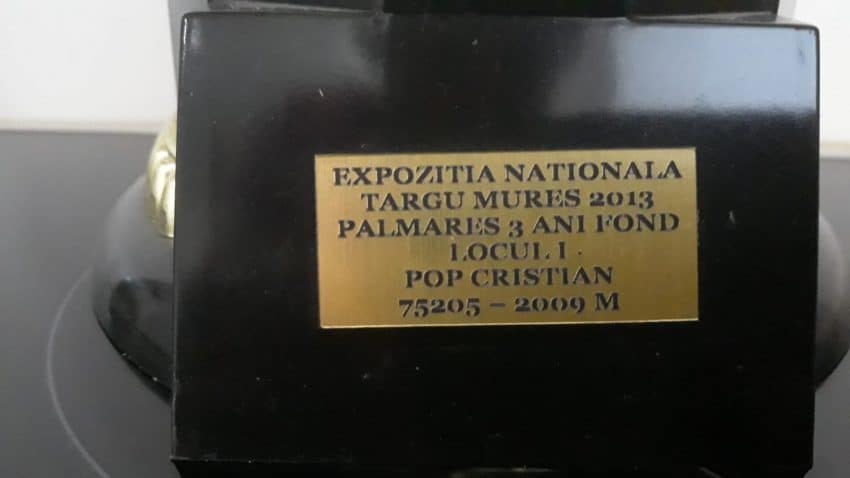 EXPOZITIA NATIONALA
TARGU MURES 2013
PALMARES 3 ANI FOND
LOCUL I
POP CRISTIAN
75205 – 2009 M